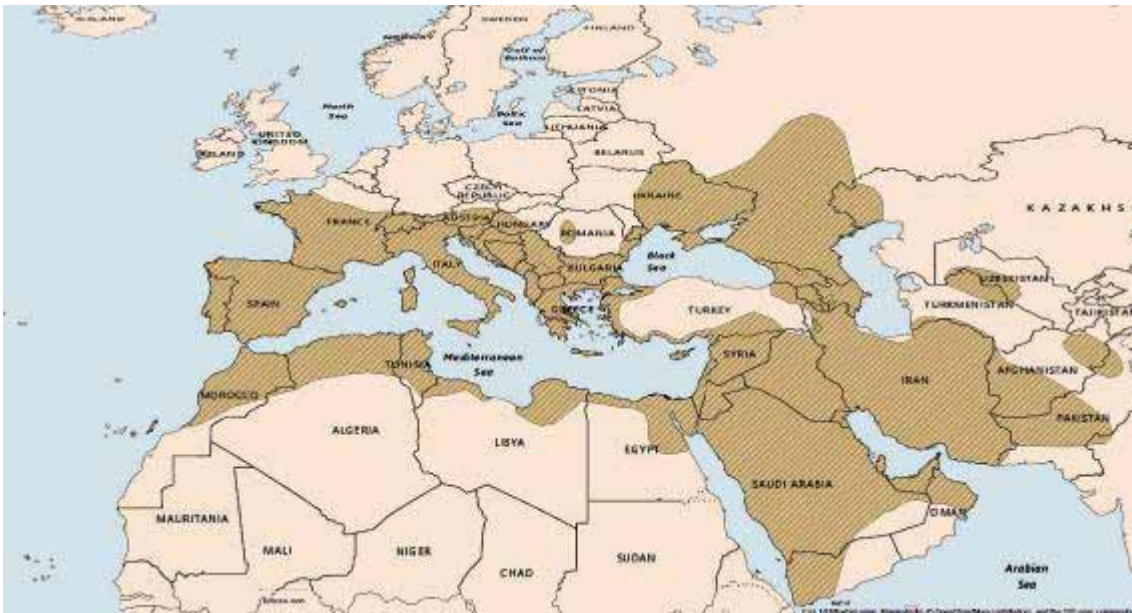 ICELAND
SWEDEN
FINLAND
NORWAY
Gulf of
Bothnia
ESTONIA
North
Sea
Baltic
Sea
LATVIA
LITHUANIA
UNITED
KINGDOM
IRELAND
BELARUS
CZECH
REPUBLIC
UKRAINE
KAZAKHS
FRANCE
AUSTRIA
HUNGARY
ROMANIA
ITALY
BULGARIA
Black
Sea
UZBEKISTAN
SPAIN
GREECE
TURKEY
TURKMENISTAN
TAJIKISTAN
TUNISIA
Mediterranean
Sea
SYRIA
AFGHANISTAN
IRAN
MOROCCO
PAKISTAN
ALGERIA
LIBYA
EGYPT
SAUDI ARABIA
OMAN
MAURITANIA
MALI
NIGER
CHAD
SUDAN
Arabian
Sea